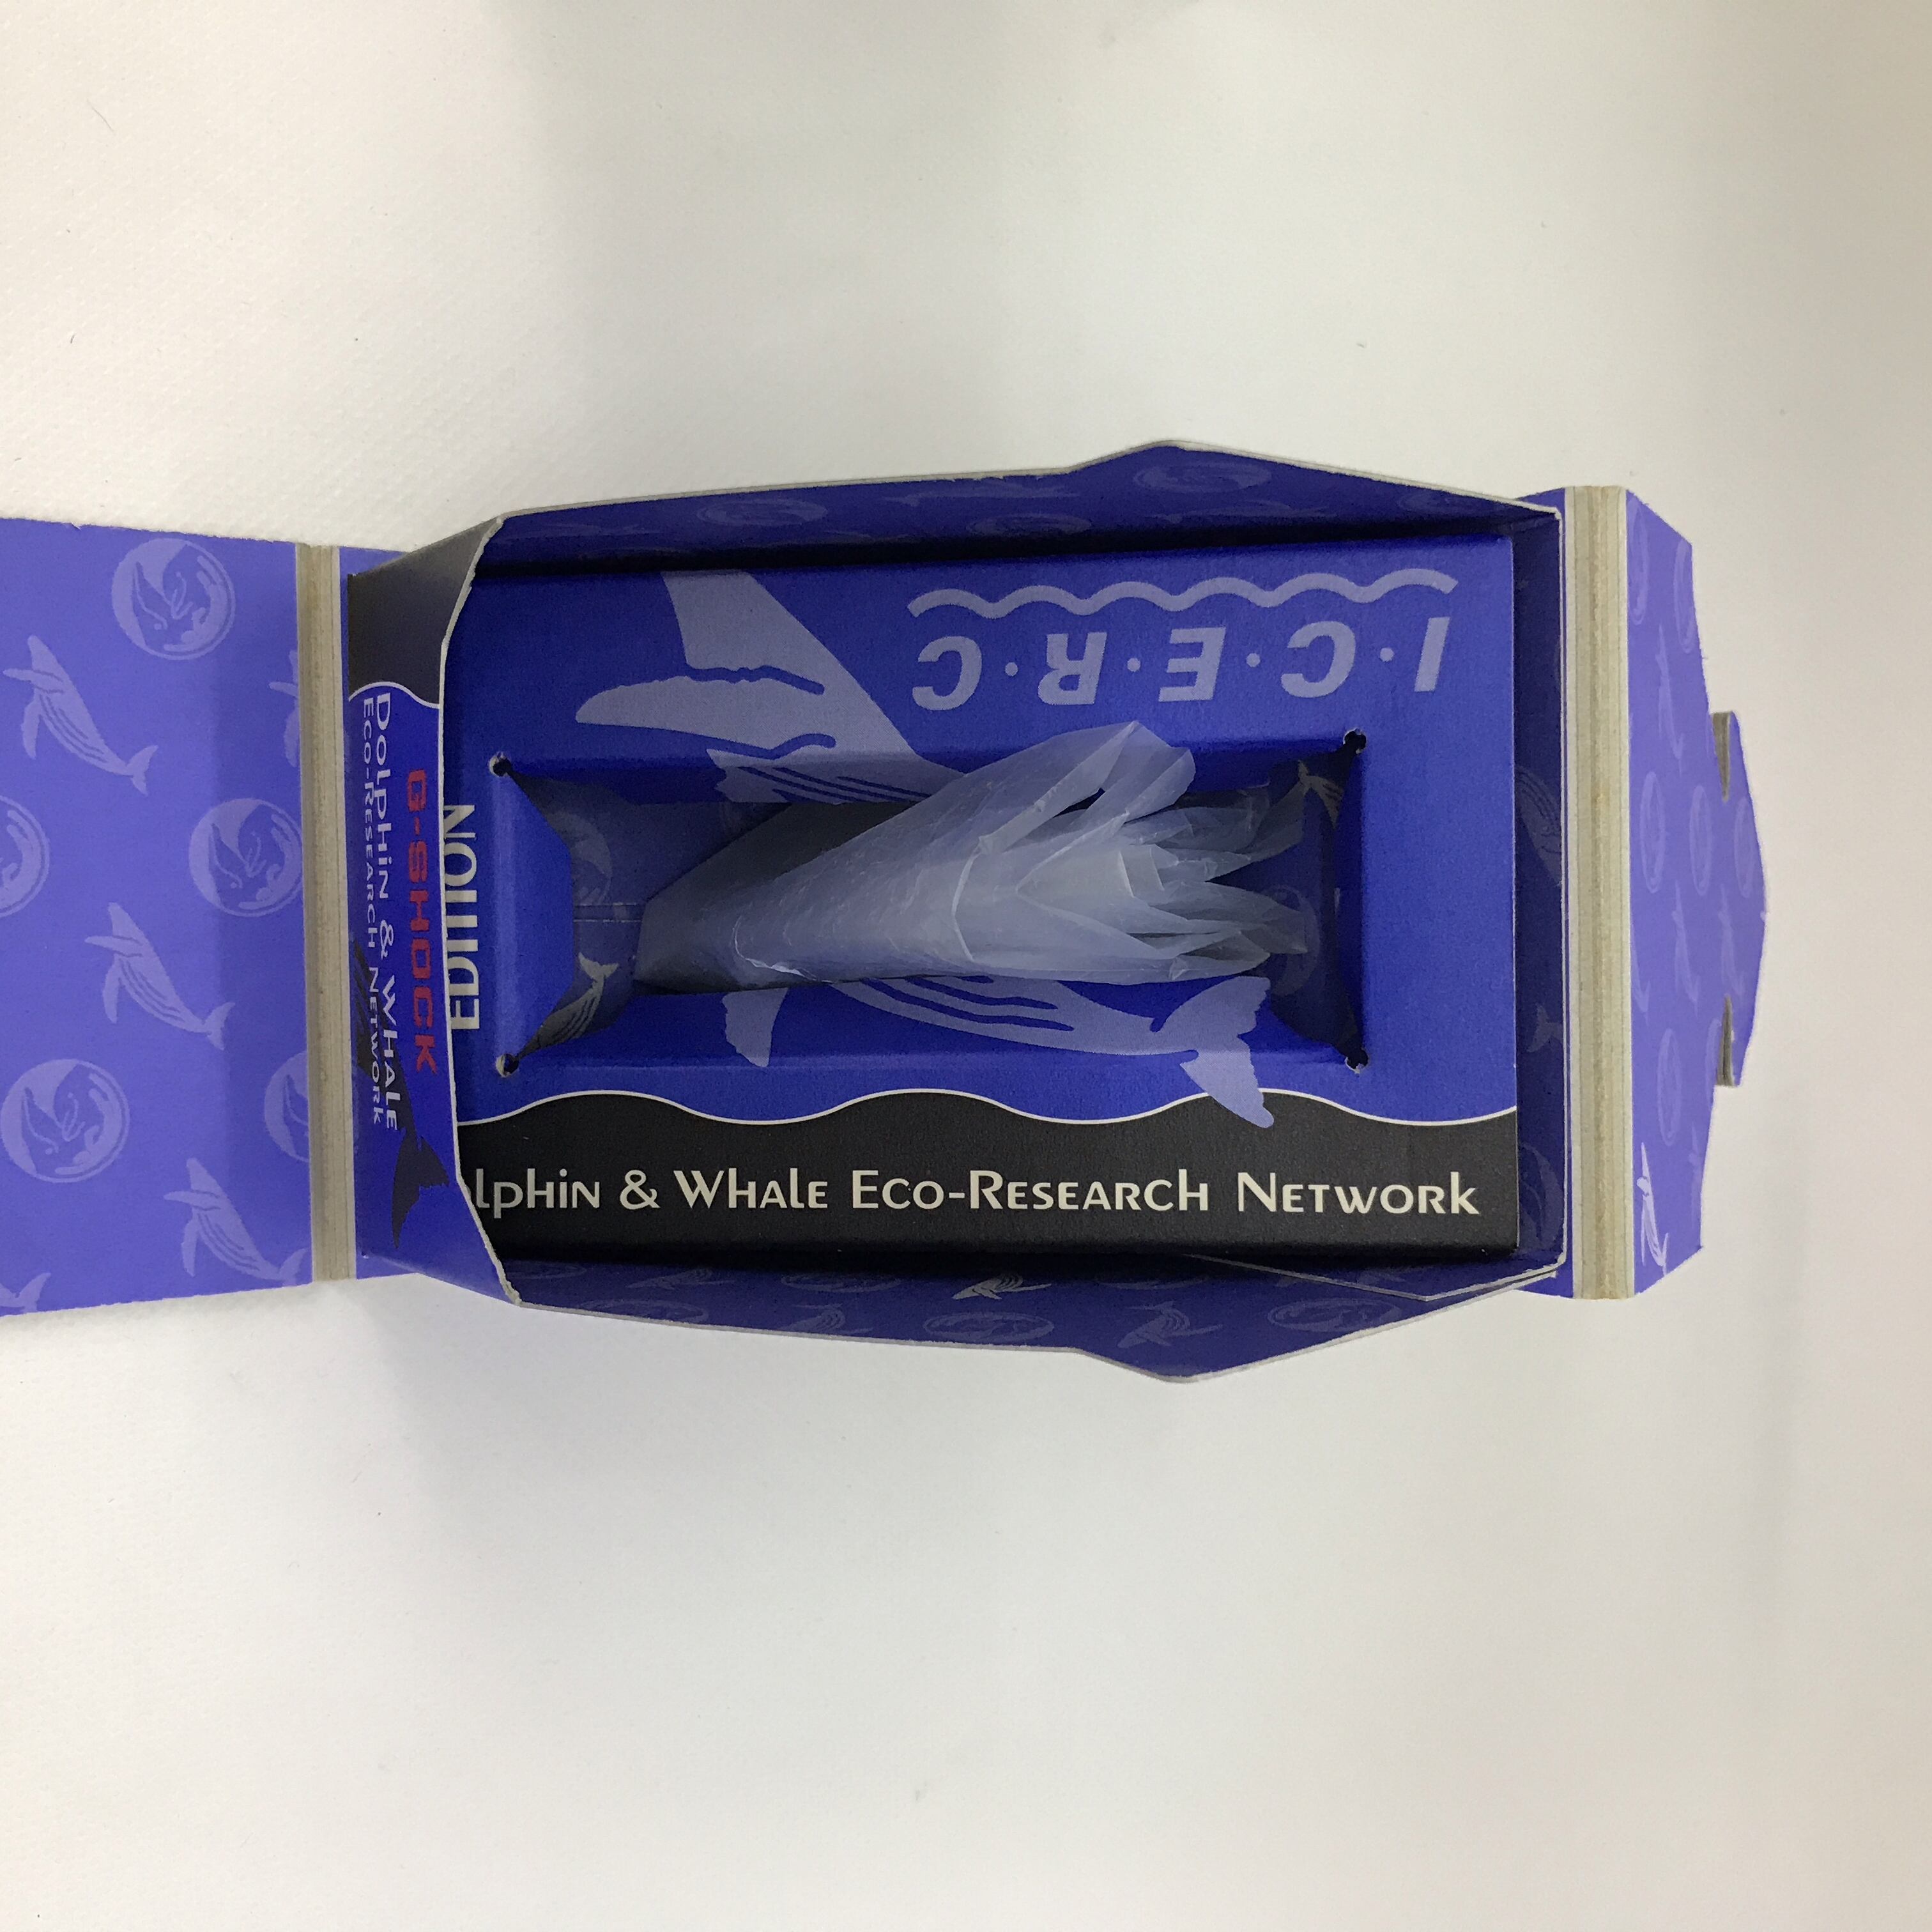 I·C·E·R·C
G-SHOCK
DOLPHIN & WHALE
ECO-RESEARCH NETWORK
EDITION
lphin & Whale Eco-Research Network